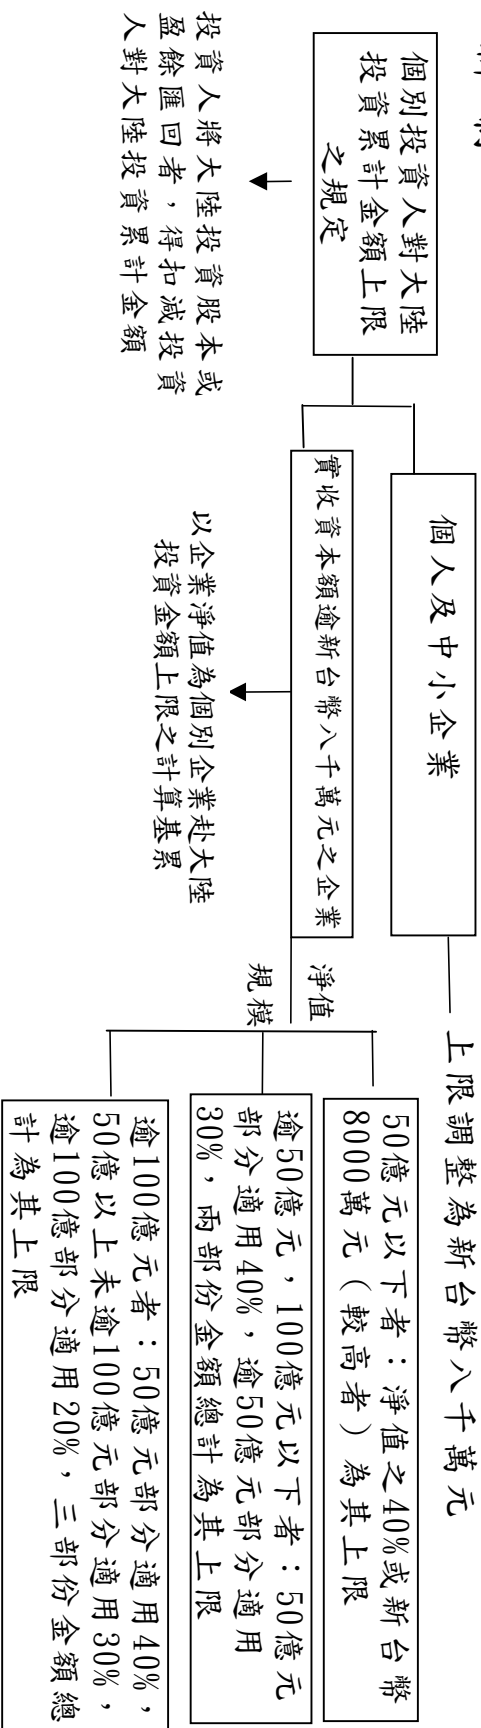 個別投資人對大陸
投資累計金額上限
之規定
投資人將大陸投資股本或
盈餘匯回者，得扣減投資
人對大陸投資累計金額
個人及中小企業
上限調整為新台幣八千萬元
實收資本額逾新台幣八千萬元之企業
以企業淨值為個別企業赴大陸
投資金額上限之計算基累
淨值
規模
50億元以下者：淨值之40%或新台幣
8000萬元（較高者）為其上限
逾50億元，100億元以下者：50億元
部分適用40%，逾50億元部分適用
30%，兩部份金額總計為其上限
逾100億元者：50億元部分適用40%，
50億以上未逾100億元部分適用30%，
逾100億部分適用20%，三部份金額總
計為其上限